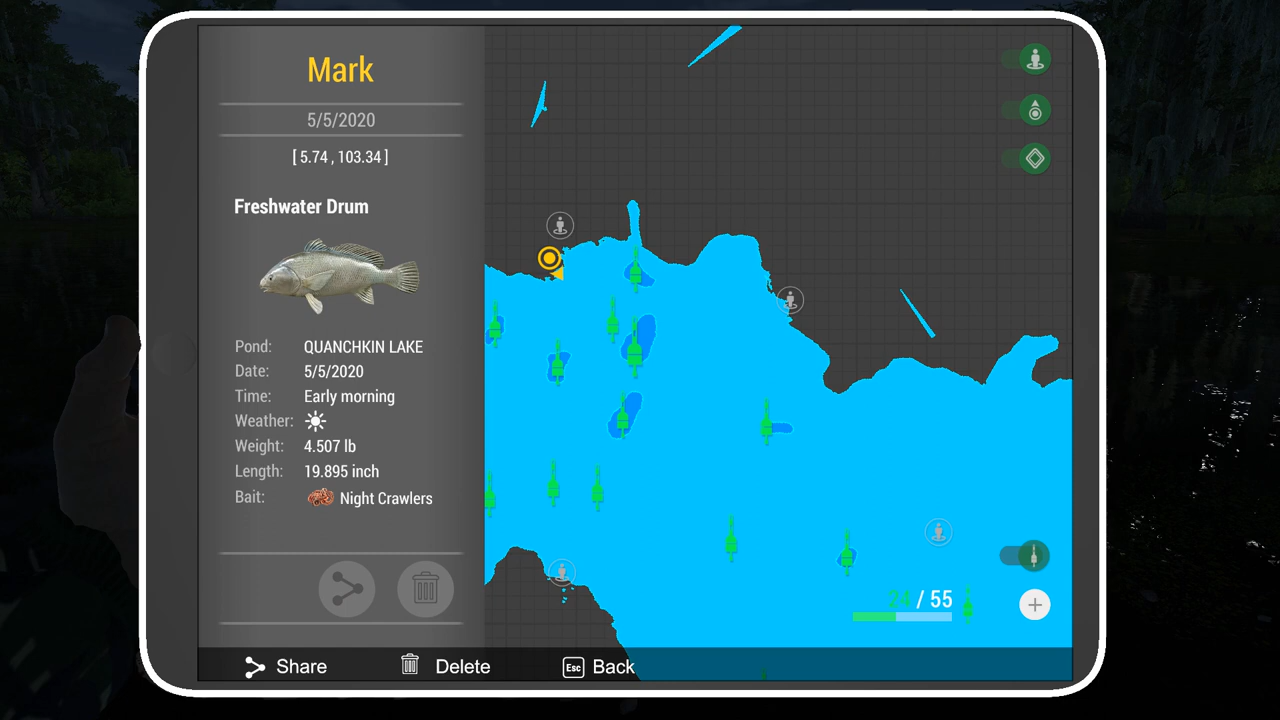 Mark
5/5/2020
[ 5.74 , 103.34 ]
Freshwater Drum
Pond: QUANCHKIN LAKE
Date: 5/5/2020
Time: Early morning
Weather:
Weight: 4.507 lb
Length: 19.895 inch
Bait: Night Crawlers
24 / 55
Share Delete Esc Back